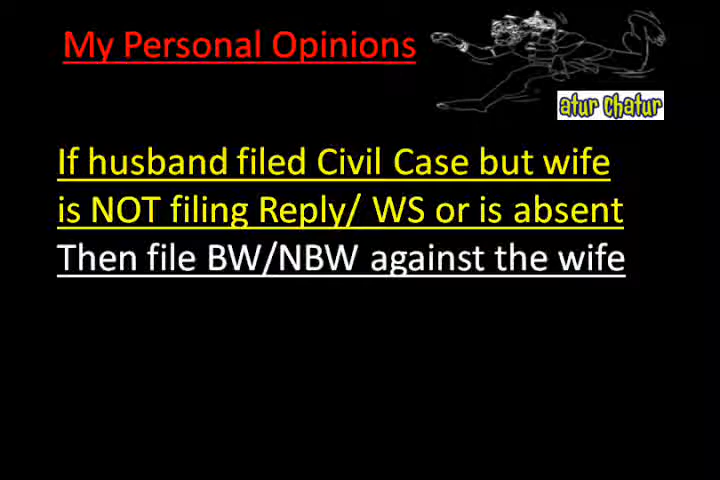 My Personal Opinions
atur chatur
If husband filed Civil Case but wife
is NOT filing Reply/ WS or is absent
Then file BW/NBW against the wife